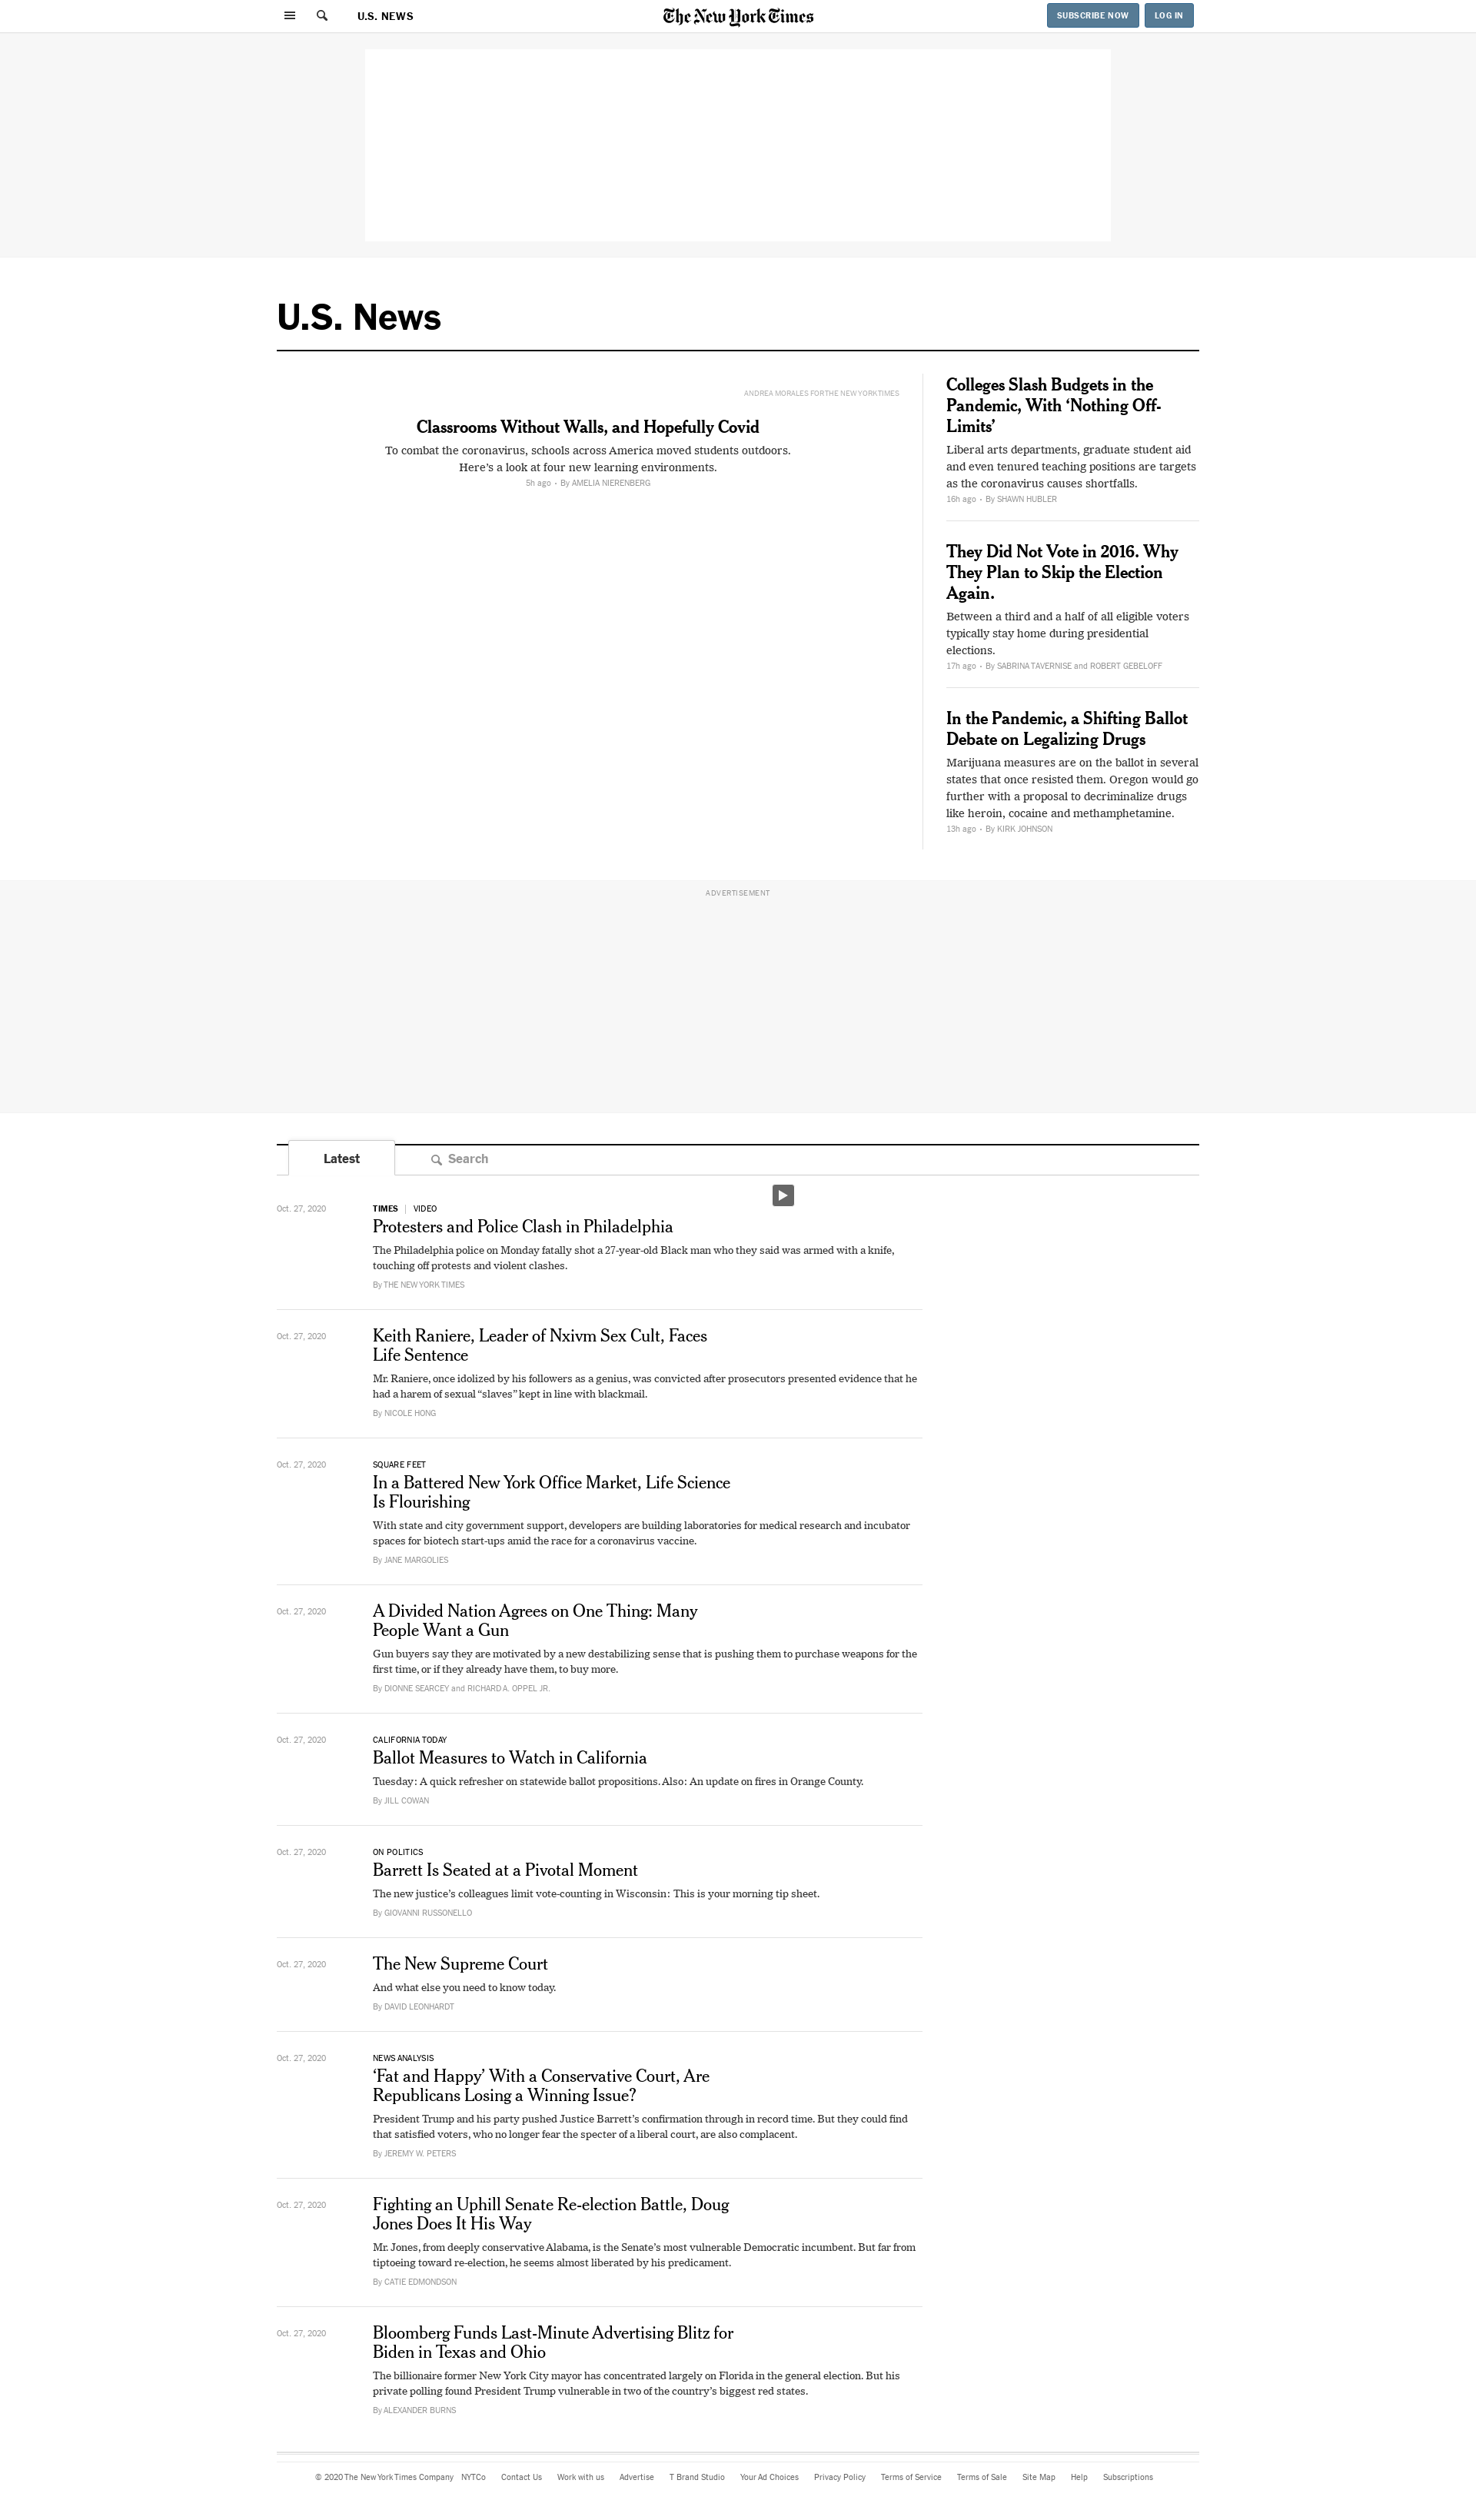 U.S. NEWS
The New York Times
SUBSCRIBE NOW
LOG IN
U.S. News
ANDREA MORALES FOR THE NEW YORK TIMES
Classrooms Without Walls, and Hopefully Covid
To combat the coronavirus, schools across America moved students outdoors.
Here’s a look at four new learning environments.
5h ago • By AMELIA NIERENBERG
Colleges Slash Budgets in the
Pandemic, With ‘Nothing Off-
Limits’
Liberal arts departments, graduate student aid
and even tenured teaching positions are targets
as the coronavirus causes shortfalls.
16h ago • By SHAWN HUBLER
They Did Not Vote in 2016. Why
They Plan to Skip the Election
Again.
Between a third and a half of all eligible voters
typically stay home during presidential
elections.
17h ago • By SABRINA TAVERNISE and ROBERT GEBELOFF
In the Pandemic, a Shifting Ballot
Debate on Legalizing Drugs
Marijuana measures are on the ballot in several
states that once resisted them. Oregon would go
further with a proposal to decriminalize drugs
like heroin, cocaine and methamphetamine.
13h ago • By KIRK JOHNSON
ADVERTISEMENT
Latest
Search
Oct. 27, 2020
TIMES | VIDEO
Protesters and Police Clash in Philadelphia
The Philadelphia police on Monday fatally shot a 27-year-old Black man who they said was armed with a knife,
touching off protests and violent clashes.
By THE NEW YORK TIMES
Oct. 27, 2020
Keith Raniere, Leader of Nxivm Sex Cult, Faces
Life Sentence
Mr. Raniere, once idolized by his followers as a genius, was convicted after prosecutors presented evidence that he
had a harem of sexual “slaves” kept in line with blackmail.
By NICOLE HONG
Oct. 27, 2020
SQUARE FEET
In a Battered New York Office Market, Life Science
Is Flourishing
With state and city government support, developers are building laboratories for medical research and incubator
spaces for biotech start-ups amid the race for a coronavirus vaccine.
By JANE MARGOLIES
Oct. 27, 2020
A Divided Nation Agrees on One Thing: Many
People Want a Gun
Gun buyers say they are motivated by a new destabilizing sense that is pushing them to purchase weapons for the
first time, or if they already have them, to buy more.
By DIONNE SEARCEY and RICHARD A. OPPEL JR.
Oct. 27, 2020
CALIFORNIA TODAY
Ballot Measures to Watch in California
Tuesday: A quick refresher on statewide ballot propositions. Also: An update on fires in Orange County.
By JILL COWAN
Oct. 27, 2020
ON POLITICS
Barrett Is Seated at a Pivotal Moment
The new justice’s colleagues limit vote-counting in Wisconsin: This is your morning tip sheet.
By GIOVANNI RUSSONELLO
Oct. 27, 2020
The New Supreme Court
And what else you need to know today.
By DAVID LEONHARDT
Oct. 27, 2020
NEWS ANALYSIS
‘Fat and Happy’ With a Conservative Court, Are
Republicans Losing a Winning Issue?
President Trump and his party pushed Justice Barrett’s confirmation through in record time. But they could find
that satisfied voters, who no longer fear the specter of a liberal court, are also complacent.
By JEREMY W. PETERS
Oct. 27, 2020
Fighting an Uphill Senate Re-election Battle, Doug
Jones Does It His Way
Mr. Jones, from deeply conservative Alabama, is the Senate’s most vulnerable Democratic incumbent. But far from
tiptoeing toward re-election, he seems almost liberated by his predicament.
By CATIE EDMONDSON
Oct. 27, 2020
Bloomberg Funds Last-Minute Advertising Blitz for
Biden in Texas and Ohio
The billionaire former New York City mayor has concentrated largely on Florida in the general election. But his
private polling found President Trump vulnerable in two of the country’s biggest red states.
By ALEXANDER BURNS
© 2020 The New York Times Company NYTCo Contact Us Work with us Advertise T Brand Studio Your Ad Choices Privacy Policy Terms of Service Terms of Sale Site Map Help Subscriptions